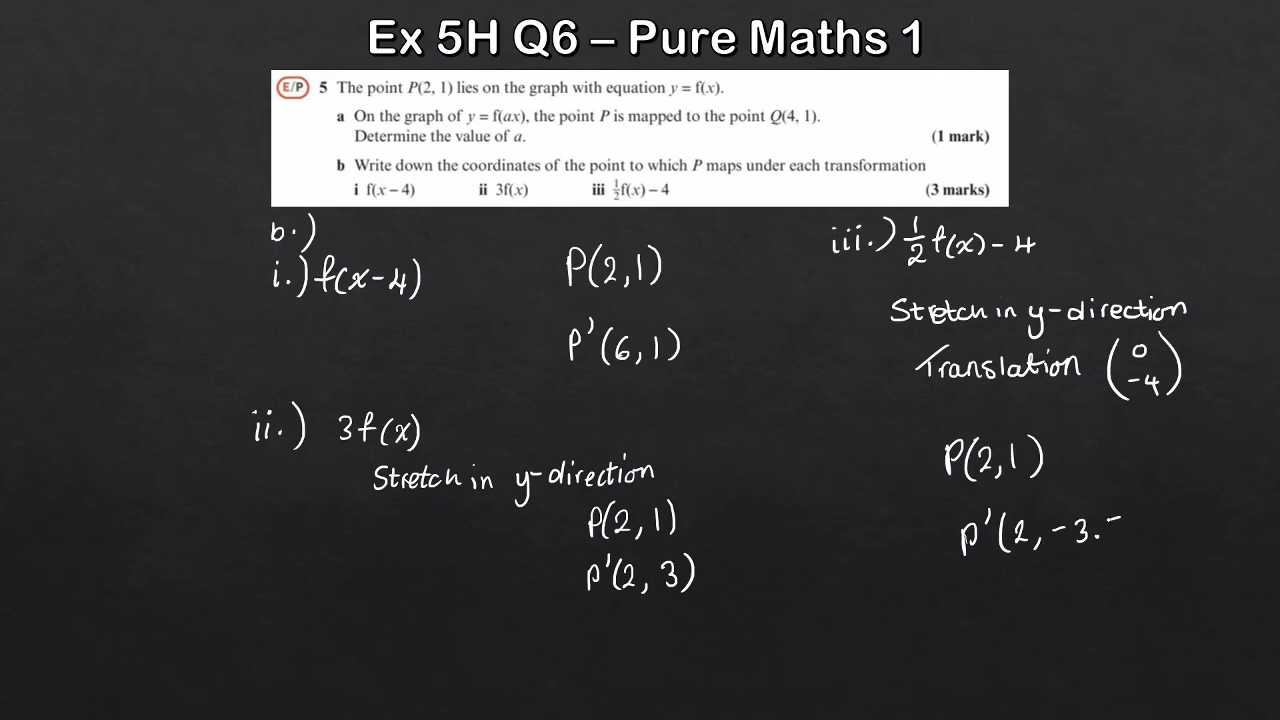 Ex 5H Q6 – Pure Maths 1
E/P 5 The point P(2, 1) lies on the graph with equation y = f(x).
a On the graph of y = f(ax), the point P is mapped to the point Q(4, 1).
Determine the value of a. (1 mark)
b Write down the coordinates of the point to which P maps under each transformation
i f(x – 4) ii 3f(x) iii ½f(x) – 4 (3 marks)
b.)
i.) f(x-4)
P(2,1)
P'(6,1)
ii.) 3f(x)
Stretch in y-direction
P(2,1)
P'(2, 3)
iii.) ½f(x) - 4
Stretch in y-direction
Translation (0
-4)
P(2,1)
P'(2, -3.